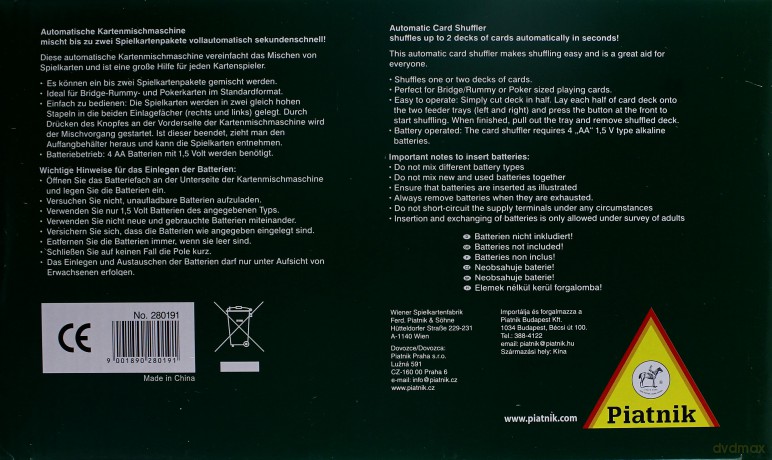 Automatische Kartenmischmaschine
mischt bis zu zwei Spielkartenpakete vollautomatisch sekundenschnell!
Diese automatische Kartenmischmaschine vereinfacht das Mischen von
Spielkarten und ist eine große Hilfe für jeden Kartenspieler.
• Es können ein bis zwei Spielkartenpakete gemischt werden.
• Ideal für Bridge-Rummy- und Pokerkarten im Standardformat.
• Einfach zu bedienen: Die Spielkarten werden in zwei gleich hohen
Stapeln in die beiden Einlagefächer (rechts und links) gelegt. Durch
Drücken des Knopfes an der Vorderseite der Kartenmischmaschine wird
der Mischvorgang gestartet. Ist dieser beendet, zieht man den
Auffangbehälter heraus und kann die Spielkarten entnehmen.
• Batteriebetrieb: 4 AA Batterien mit 1,5 Volt werden benötigt.
Wichtige Hinweise für das Einlegen der Batterien:
• Öffnen Sie das Batteriefach an der Unterseite der Kartenmischmaschine
und legen Sie die Batterien ein.
• Versuchen Sie nicht, unaufladbare Batterien aufzuladen.
• Verwenden Sie nur 1,5 Volt Batterien des angegebenen Typs.
• Verwenden Sie nicht neue und gebrauchte Batterien miteinander.
• Versichern Sie sich, dass die Batterien wie angegeben eingelegt sind.
• Entfernen Sie die Batterien immer, wenn sie leer sind.
• Schließen Sie auf keinen Fall die Pole kurz.
• Das Einlegen und Austauschen der Batterien darf nur unter Aufsicht von
Erwachsenen erfolgen.
CE
No. 280191
9 001890 280191
Made in China
Automatic Card Shuffler
shuffles up to 2 decks of cards automatically in seconds!
This automatic card shuffler makes shuffling easy and is a great aid for
everyone.
• Shuffles one or two decks of cards.
• Perfect for Bridge/Rummy or Poker sized playing cards.
• Easy to operate: Simply cut deck in half. Lay each half of card deck onto
the two feeder trays (left and right) and press the button at the front to
start shuffling. When finished, pull out the tray and remove shuffled deck.
• Battery operated: The card shuffler requires 4 „AA" 1,5 V type alkaline
batteries.
Important notes to insert batteries:
• Do not mix different battery types
• Do not mix new and used batteries together
• Ensure that batteries are inserted as illustrated
• Always remove batteries when they are exhausted.
• Do not short-circuit the supply terminals under any circumstances
• Insertion and exchanging of batteries is only allowed under survey of adults
Batterien nicht inkludiert!
Batteries not included!
Batteries non inclus!
Neobsahuje baterie!
Neobsahuje baterie!
Elemek nélkül kerül forgalomba!
Wiener Spielkartenfabrik
Ferd. Piatnik & Söhne
Hütteldorfer Straße 229-231
A-1140 Wien
Dovozce/Dovozca:
Piatnik Praha s.r.o.
Lužná 591
CZ-160 00 Praha 6
e-mail: info@piatnik.cz
www.piatnik.cz
Importálja és forgalmazza a
Piatnik Budapest Kft.
1034 Budapest, Bécsi út 100.
Tel.: 388-4122
email: piatnik@piatnik.hu
Származási hely: Kína
www.piatnik.com
Piatnik
dvdmax